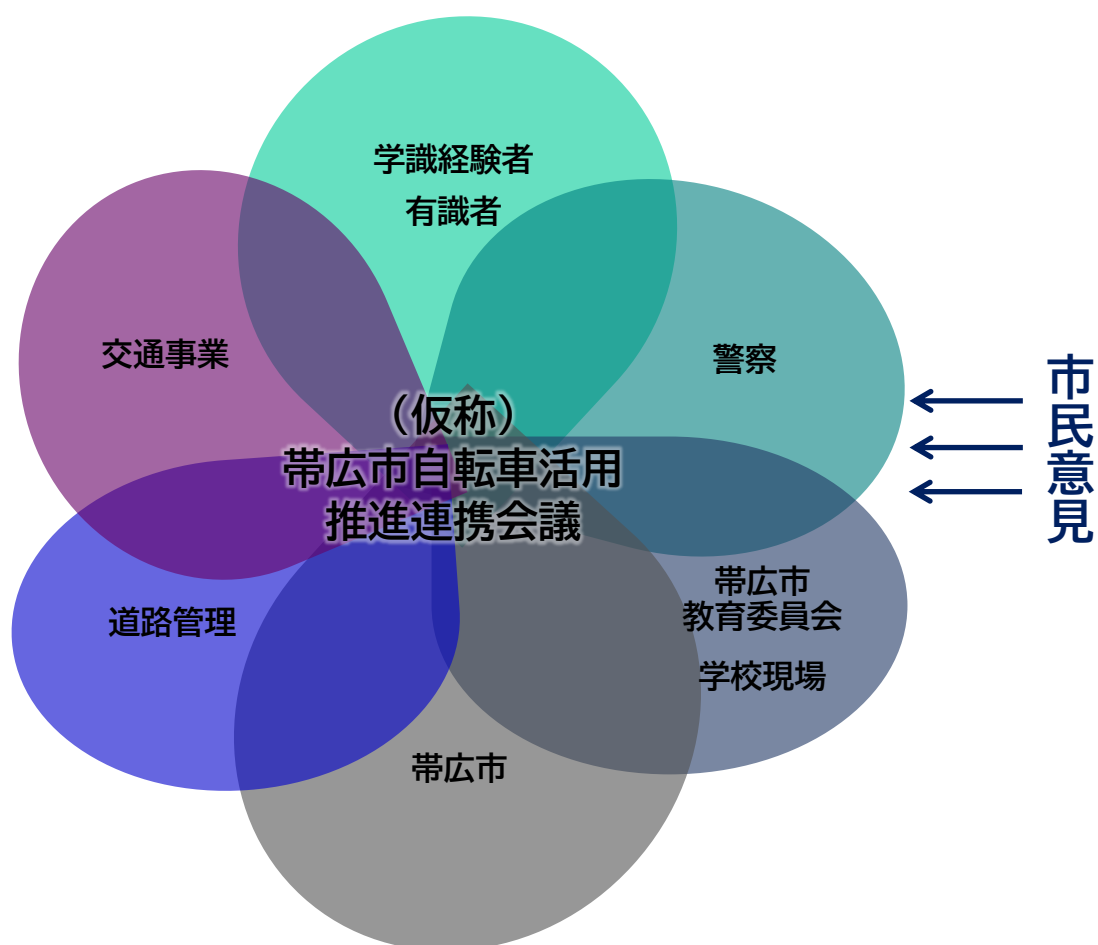 学識経験者
有識者
交通事業
警察
(仮称)
帯広市自転車活用
推進連携会議
市民意見
帯広市
教育委員会
学校現場
道路管理
帯広市